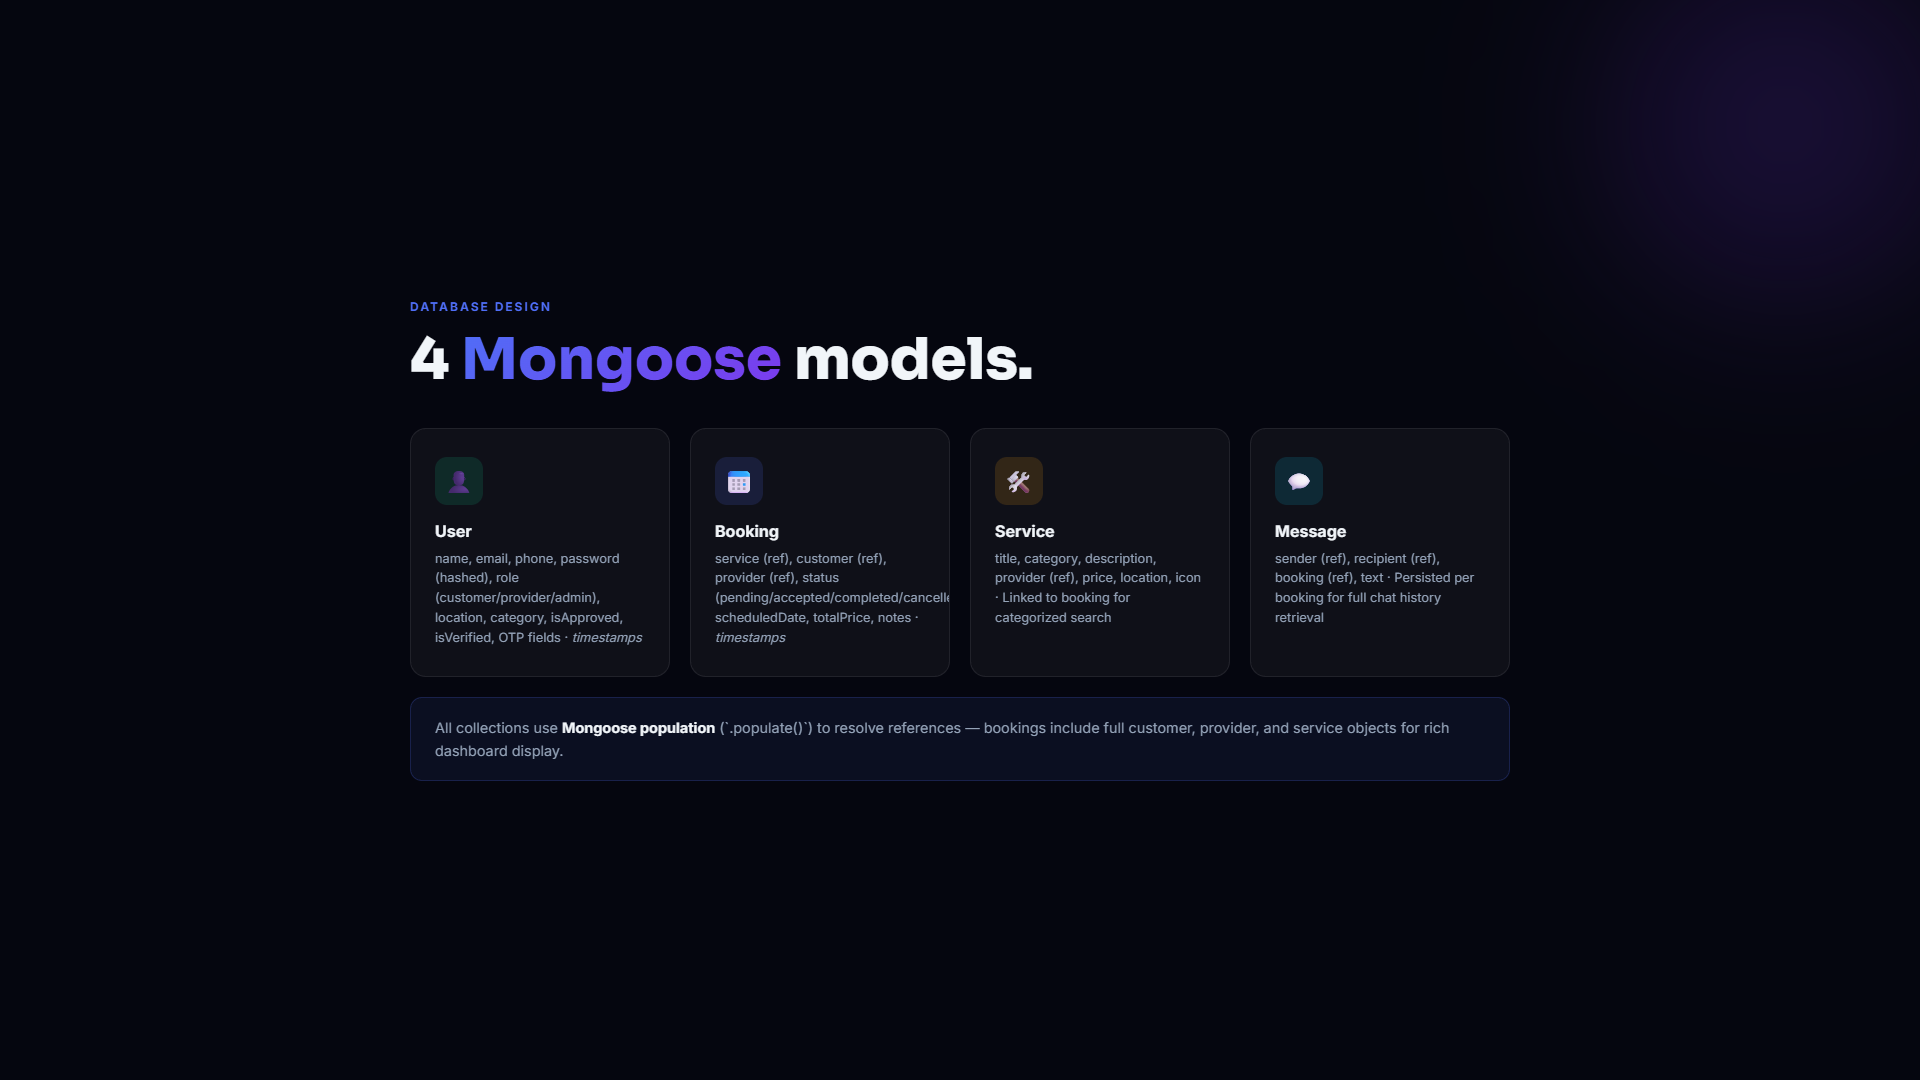 DATABASE DESIGN
4 Mongoose models.
User
name, email, phone, password
(hashed), role
(customer/provider/admin),
location, category, isApproved,
isVerified, OTP fields · timestamps
Booking
service (ref), customer (ref),
provider (ref), status
(pending/accepted/completed/cancelle
scheduledDate, totalPrice, notes ·
timestamps
Service
title, category, description,
provider (ref), price, location, icon
· Linked to booking for
categorized search
Message
sender (ref), recipient (ref),
booking (ref), text · Persisted per
booking for full chat history
retrieval
All collections use Mongoose population (`.populate()`) to resolve references — bookings include full customer, provider, and service objects for rich
dashboard display.